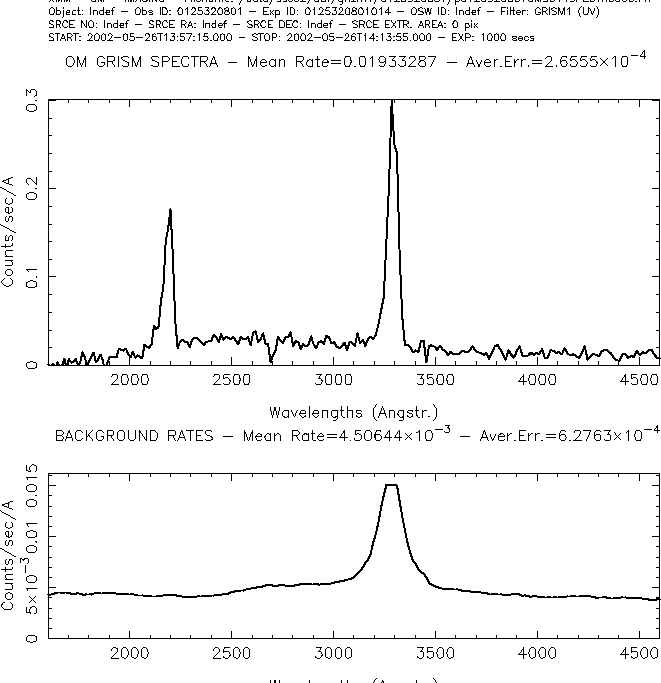 Object: Indef − Obs ID: 0125320801 − Exp ID: 0125320801014 − OSW ID: Indef − Filter: GRISM1 (UV)
SRCE NO: Indef − SRCE RA: Indef − SRCE DEC: Indef − SRCE EXTR. AREA: 0 pix
START: 2002−05−26T13:57:15.000 − STOP: 2002−05−26T14:13:55.000 − EXP: 1000 secs
OM GRISM SPECTRA − Mean Rate=0.01933287 − Aver.Err.=2.6555×10⁻⁴
0.3
0.2
0.1
0
Counts/sec/A
2000 2500 3000 3500 4000 4500
Wavelengths (Angstr.)
BACKGROUND RATES − Mean Rate=4.50644×10⁻³ − Aver.Err.=6.2763×10⁻⁴
0.015
0.01
5×10⁻³
0
Counts/sec/A
2000 2500 3000 3500 4000 4500
Wavelengths (Angstr.)